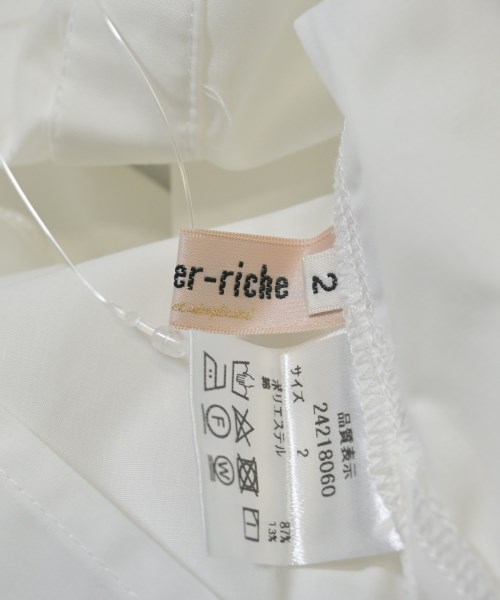 er-riche
2
品質表示
24218060
サイズ 2
ポリエステル 87%
綿 13%
F
W